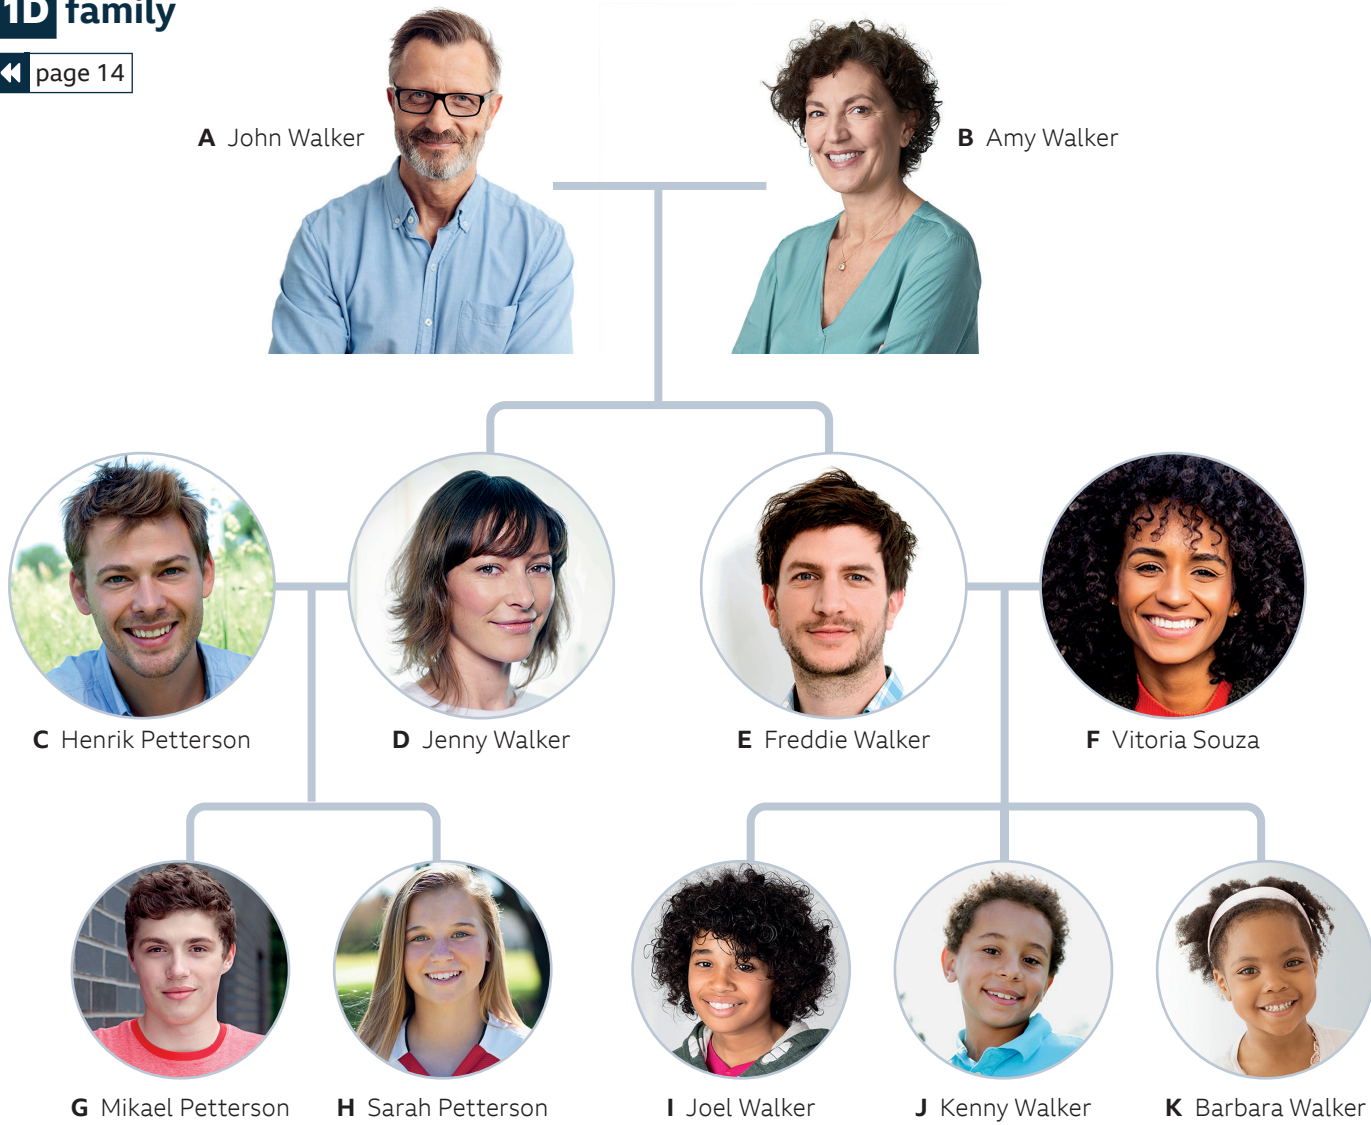 1D family
page 14
A John Walker
B Amy Walker
C Henrik Petterson
D Jenny Walker
E Freddie Walker
F Vitoria Souza
G Mikael Petterson
H Sarah Petterson
I Joel Walker
J Kenny Walker
K Barbara Walker